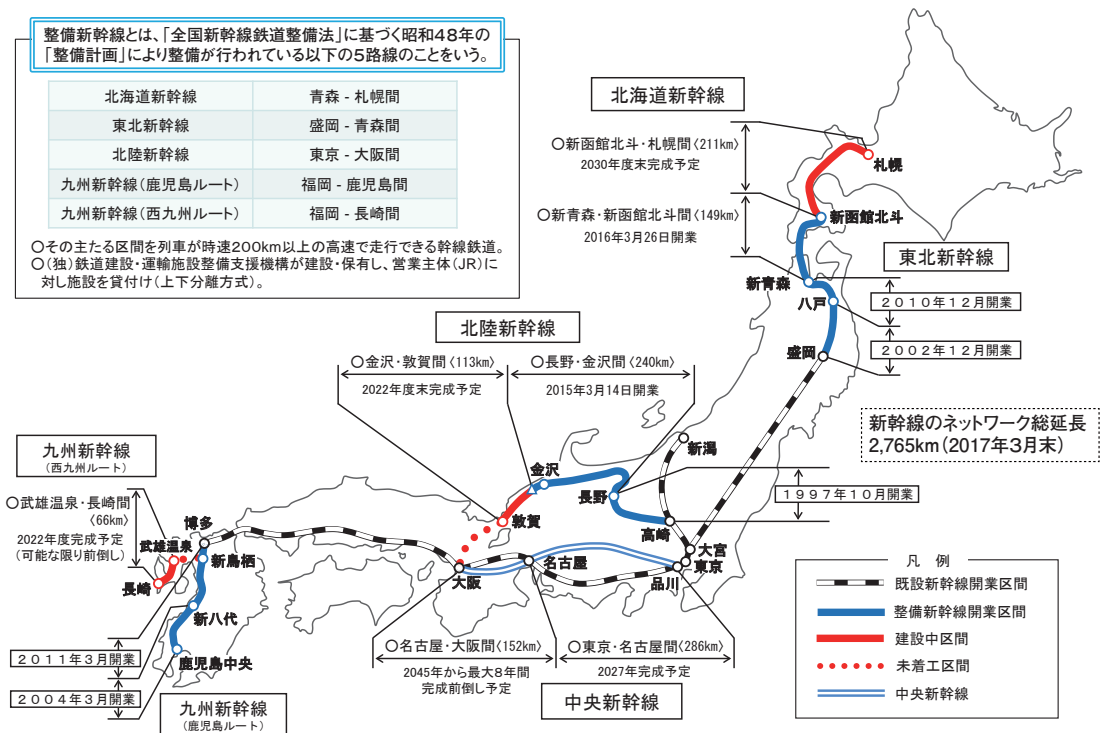 整備新幹線とは、「全国新幹線鉄道整備法」に基づく昭和48年の
「整備計画」により整備が行われている以下の5路線のことをいう。
北海道新幹線 青森 - 札幌間
東北新幹線 盛岡 - 青森間
北陸新幹線 東京 - 大阪間
九州新幹線(鹿児島ルート) 福岡 - 鹿児島間
九州新幹線(西九州ルート) 福岡 - 長崎間
○その主たる区間を列車が時速200km以上の高速で走行できる幹線鉄道。
○(独)鉄道建設・運輸施設整備支援機構が建設・保有し、営業主体(JR)に
対し施設を貸付け(上下分離方式)。
北海道新幹線
○新函館北斗・札幌間〈211km〉
2030年度末完成予定
札幌
○新青森・新函館北斗間〈149km〉
2016年3月26日開業
新函館北斗
東北新幹線
新青森
八戸
2010年12月開業
盛岡
2002年12月開業
北陸新幹線
○金沢・敦賀間〈113km〉
2022年度末完成予定
○長野・金沢間〈240km〉
2015年3月14日開業
新幹線のネットワーク総延長
2,765km(2017年3月末)
新潟
金沢
長野
1997年10月開業
敦賀
高崎
大宮
東京
品川
名古屋
大阪
九州新幹線
(西九州ルート)
○武雄温泉・長崎間
〈66km〉
2022年度完成予定
(可能な限り前倒し)
博多
武雄温泉
新鳥栖
長崎
新八代
2011年3月開業
鹿児島中央
2004年3月開業
九州新幹線
(鹿児島ルート)
○名古屋・大阪間〈152km〉
2045年から最大8年間
完成前倒し予定
○東京・名古屋間〈286km〉
2027年完成予定
中央新幹線
凡 例
既設新幹線開業区間
整備新幹線開業区間
建設中区間
未着工区間
中央新幹線